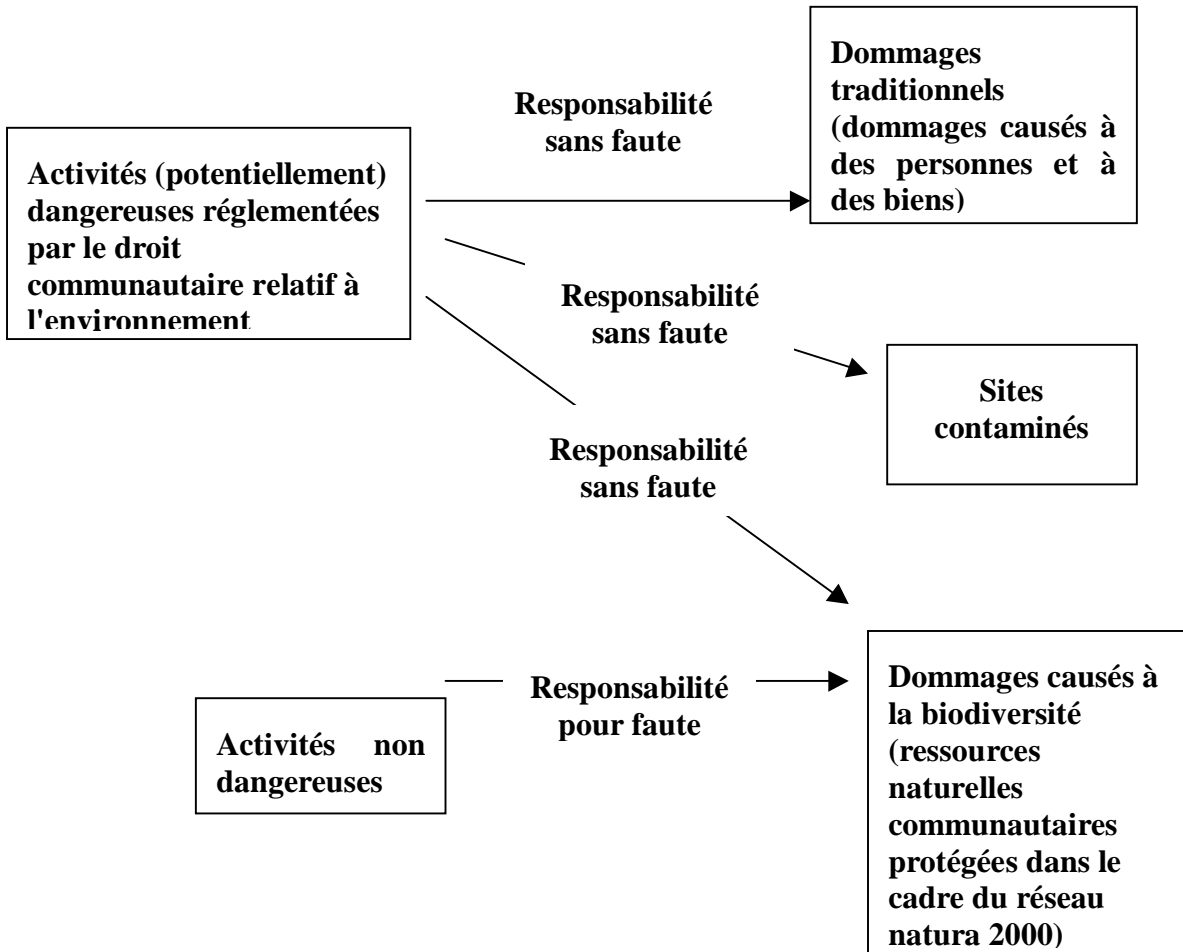 Dommages
traditionnels
(dommages causés à
des personnes et à
des biens)
Responsabilité
sans faute
Activités (potentiellement)
dangereuses réglementées
par le droit
communautaire relatif à
l'environnement
Responsabilité
sans faute
Sites
contaminés
Responsabilité
sans faute
Responsabilité
pour faute
Activités non
dangereuses
Dommages causés à
la biodiversité
(ressources
naturelles
communautaires
protégées dans le
cadre du réseau
natura 2000)